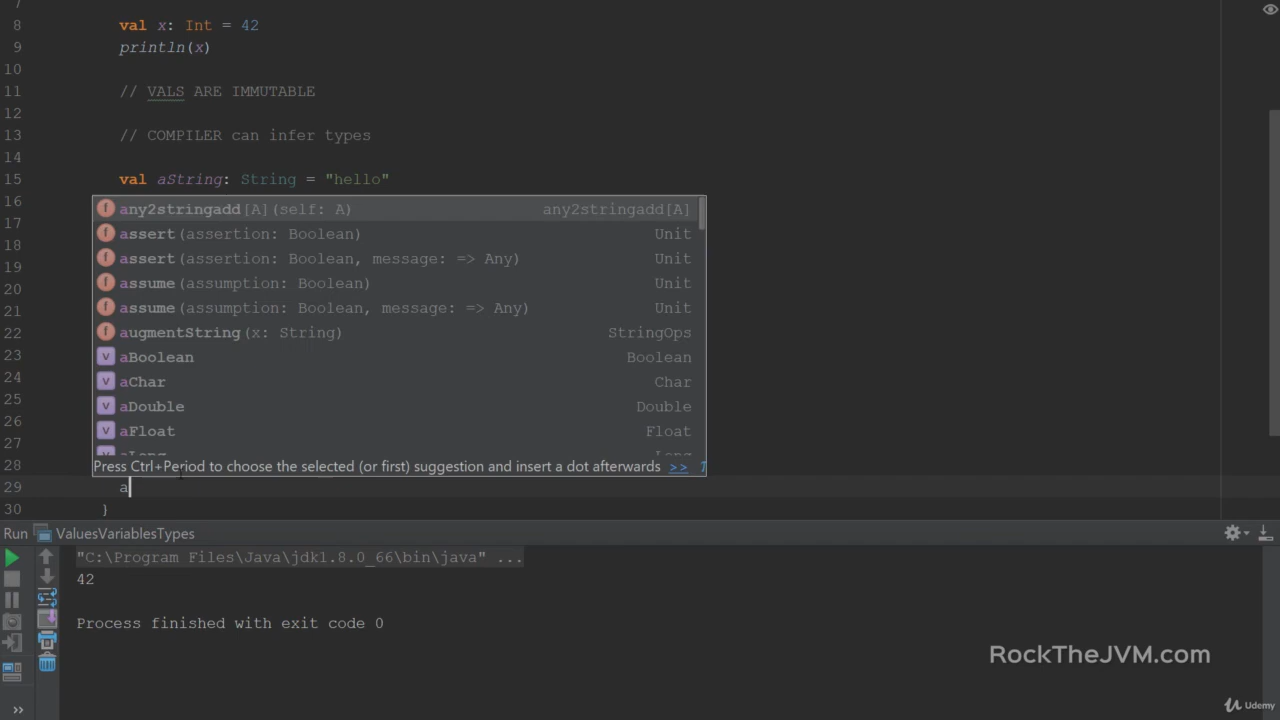 7
8 val x: Int = 42
9 println(x)
10
11 // VALS ARE IMMUTABLE
12
13 // COMPILER can infer types
14
15 val aString: String = "hello"
16
17
18
19
20
21
22
23
24
25
26
27
28
any2stringadd[A](self: A) any2stringadd[A]
assert(assertion: Boolean) Unit
assert(assertion: Boolean, message: => Any) Unit
assume(assumption: Boolean) Unit
assume(assumption: Boolean, message: => Any) Unit
augmentString(x: String) StringOps
aBoolean Boolean
aChar Char
aDouble Double
aFloat Float
aLong Long
Press Ctrl+Period to choose the selected (or first) suggestion and insert a dot afterwards >>
29 a
30 }
Run ValuesVariablesTypes
"C:\Program Files\Java\jdk1.8.0_66\bin\java" ...
42
Process finished with exit code 0
RockTheJVM.com
Udemy